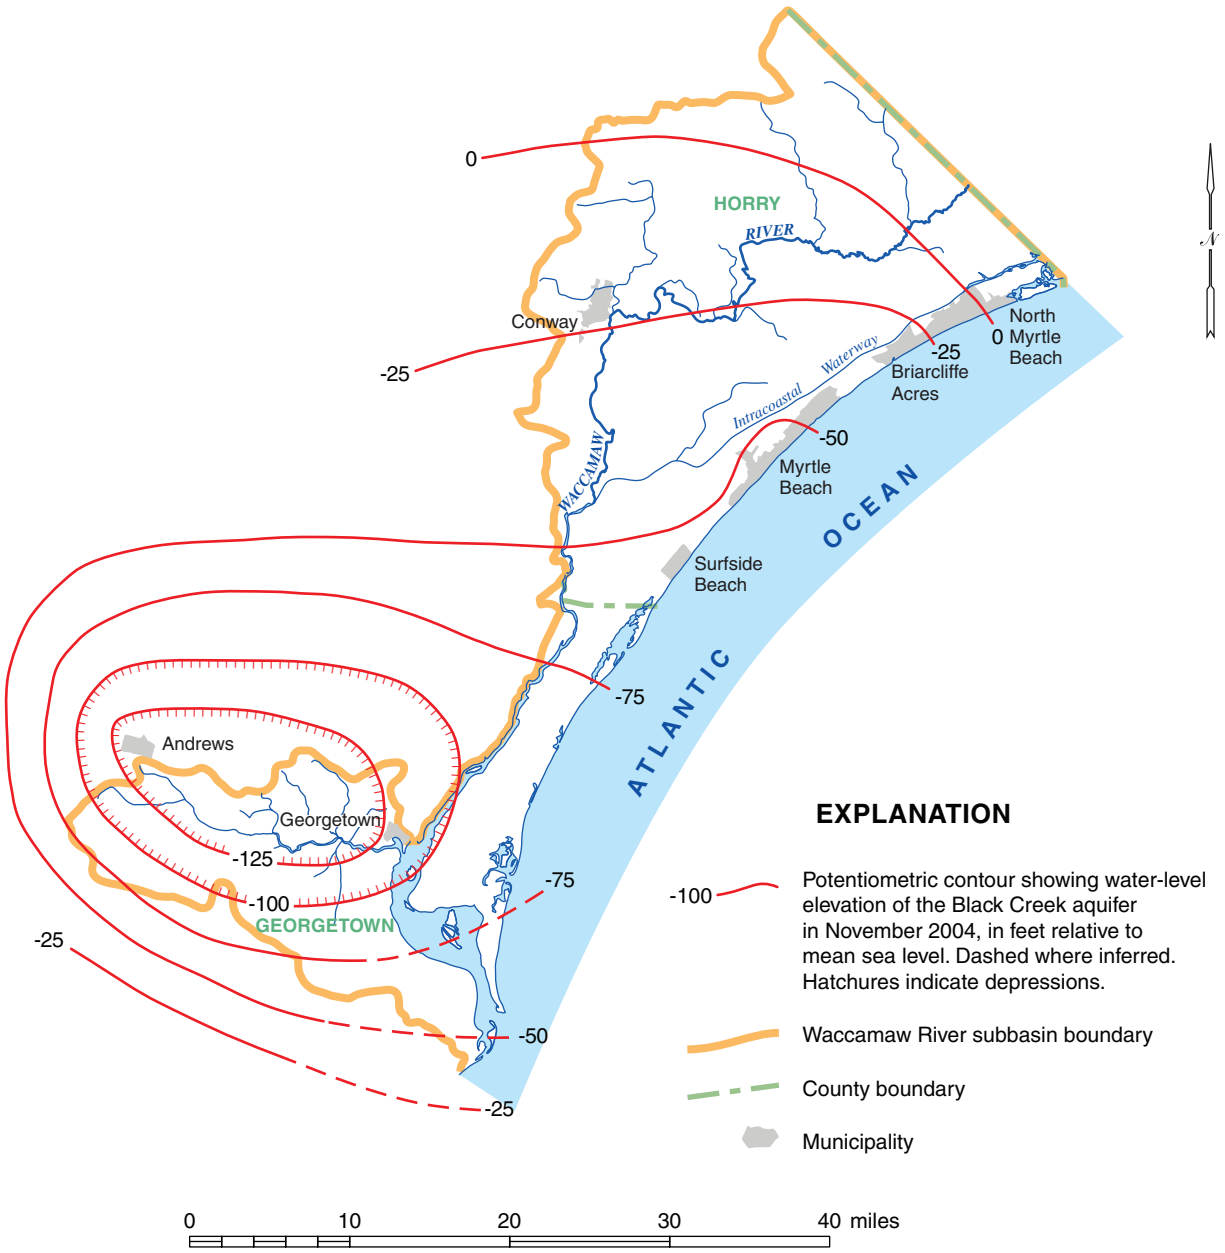 0
HORRY
RIVER
N
Conway
-25
North
Myrtle
Beach
0
-25
Briarcliffe
Acres
Intracoastal
Waterway
-50
Myrtle
Beach
WACCAMAW
ATLANTIC
OCEAN
Surfside
Beach
-75
Andrews
Georgetown
-125
-100
GEORGETOWN
-75
-25
-50
-25
EXPLANATION
-100
Potentiometric contour showing water-level
elevation of the Black Creek aquifer
in November 2004, in feet relative to
mean sea level. Dashed where inferred.
Hatchures indicate depressions.
Waccamaw River subbasin boundary
County boundary
Municipality
0 10 20 30 40 miles